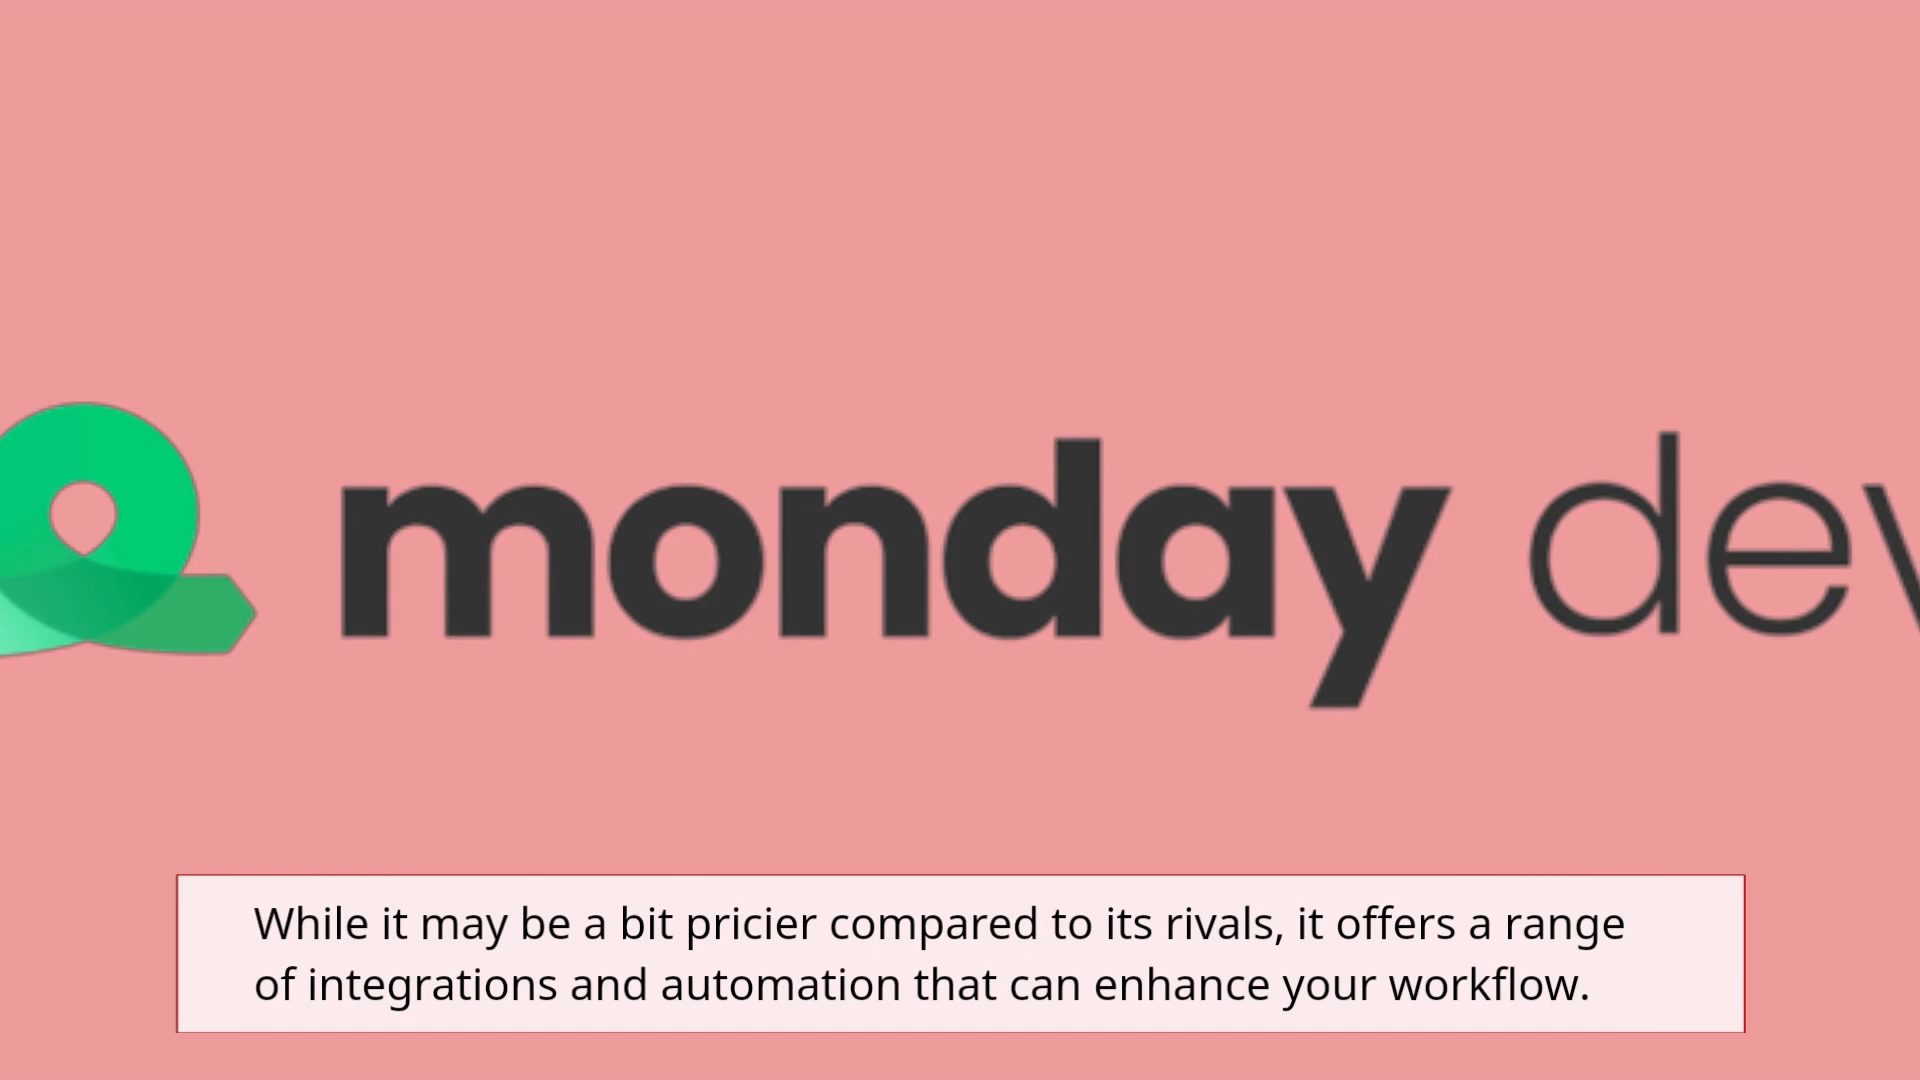 monday dev
While it may be a bit pricier compared to its rivals, it offers a range
of integrations and automation that can enhance your workflow.